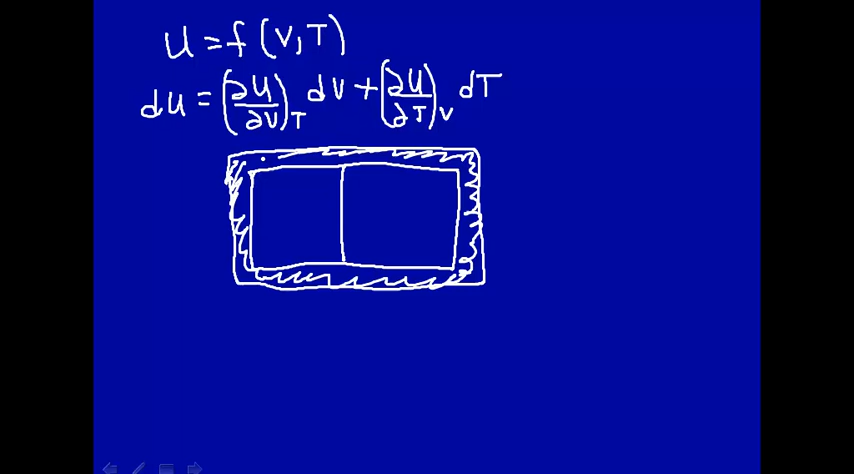 U = f(V,T)
dU = (∂U/∂V)_T dV + (∂U/∂T)_V dT